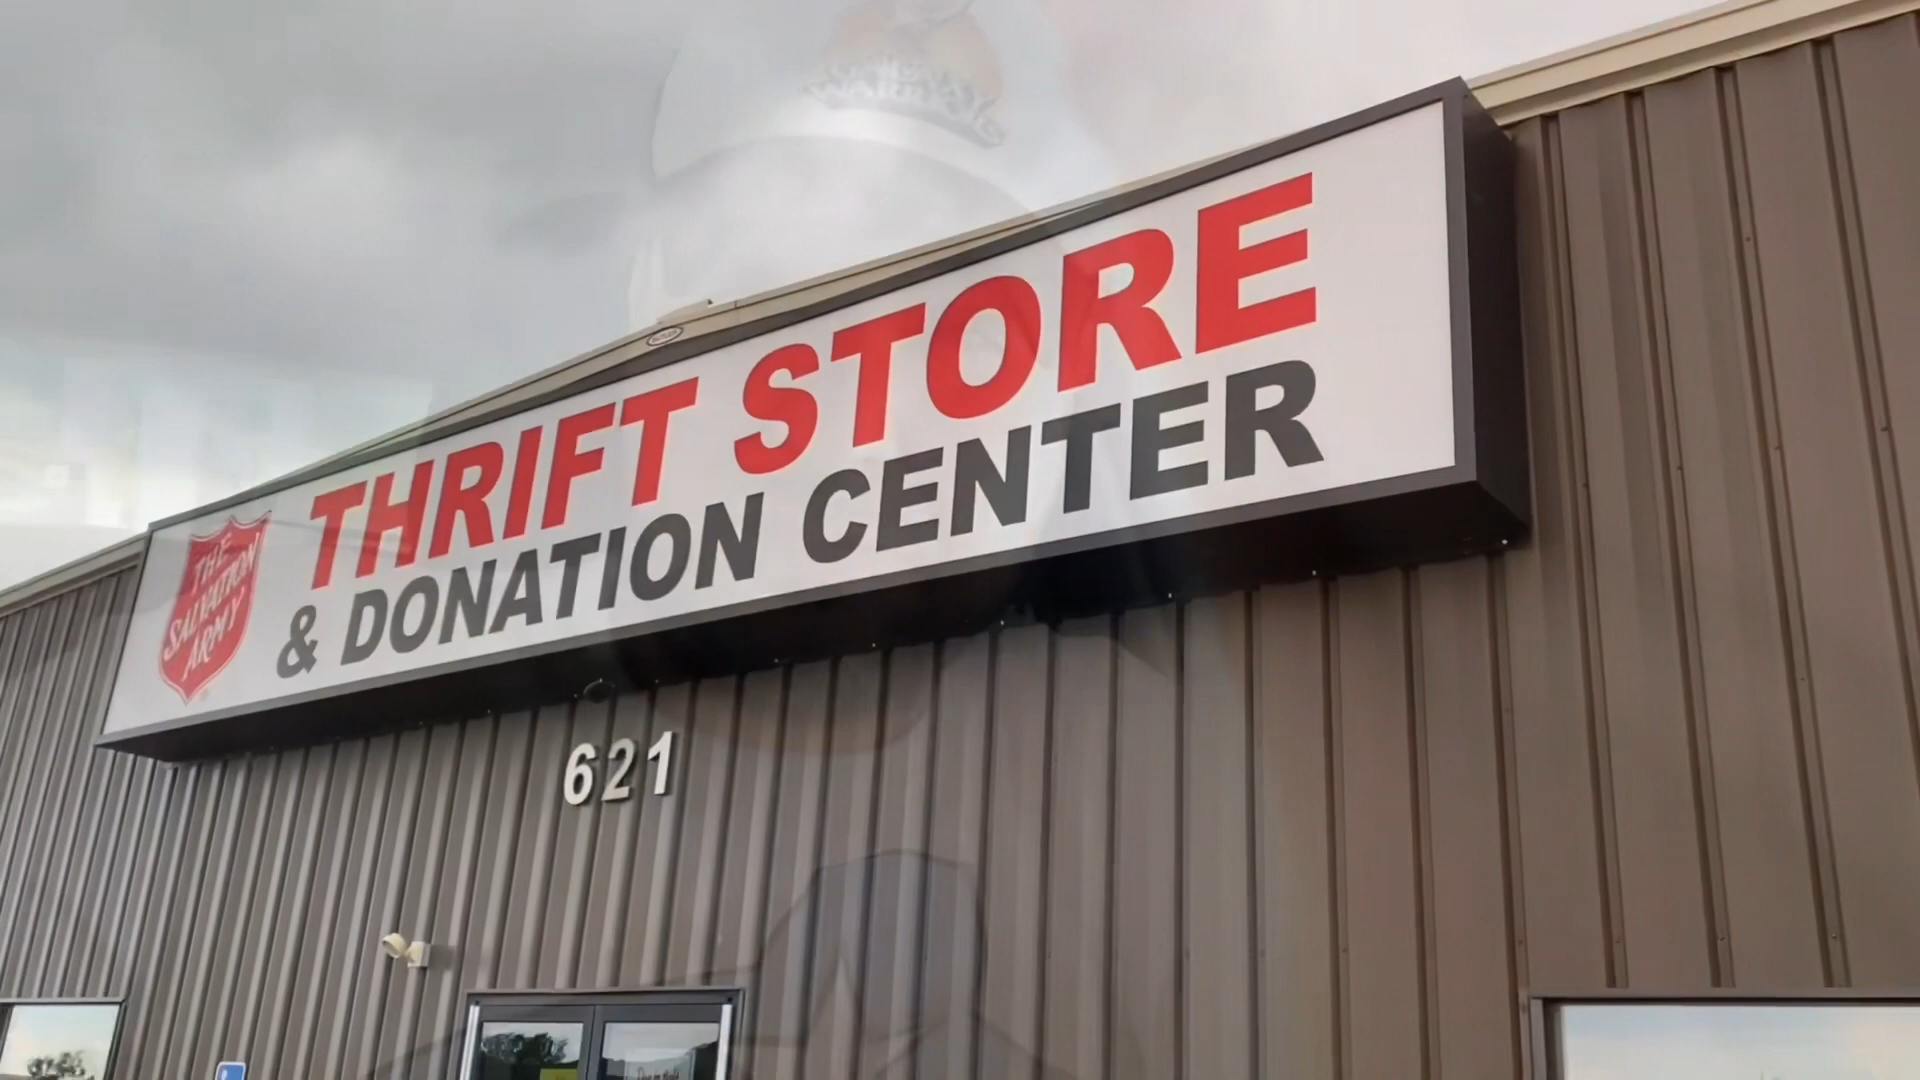 THRIFT STORE
& DONATION CENTER
THE
SALVATION
ARMY
621